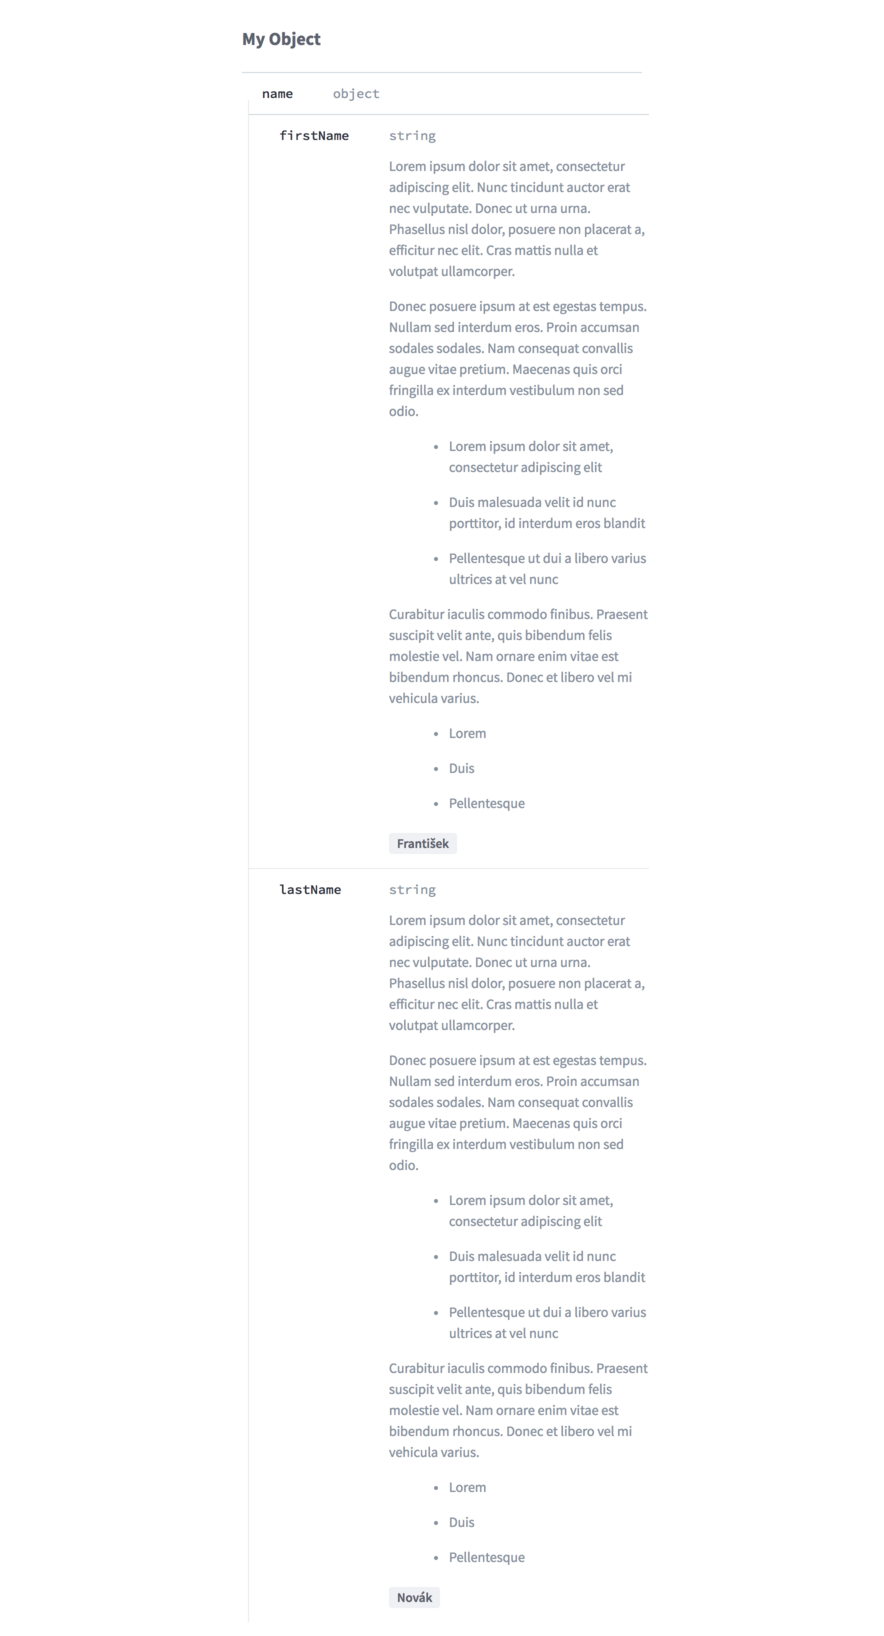 My Object
name object
firstName string
Lorem ipsum dolor sit amet, consectetur
adipiscing elit. Nunc tincidunt auctor erat
nec vulputate. Donec ut urna urna.
Phasellus nisl dolor, posuere non placerat a,
efficitur nec elit. Cras mattis nulla et
volutpat ullamcorper.
Donec posuere ipsum at est egestas tempus.
Nullam sed interdum eros. Proin accumsan
sodales sodales. Nam consequat convallis
augue vitae pretium. Maecenas quis orci
fringilla ex interdum vestibulum non sed
odio.
• Lorem ipsum dolor sit amet,
consectetur adipiscing elit
• Duis malesuada velit id nunc
porttitor, id interdum eros blandit
• Pellentesque ut dui a libero varius
ultrices at vel nunc
Curabitur iaculis commodo finibus. Praesent
suscipit velit ante, quis bibendum felis
molestie vel. Nam ornare enim vitae est
bibendum rhoncus. Donec et libero vel mi
vehicula varius.
• Lorem
• Duis
• Pellentesque
František
lastName string
Lorem ipsum dolor sit amet, consectetur
adipiscing elit. Nunc tincidunt auctor erat
nec vulputate. Donec ut urna urna.
Phasellus nisl dolor, posuere non placerat a,
efficitur nec elit. Cras mattis nulla et
volutpat ullamcorper.
Donec posuere ipsum at est egestas tempus.
Nullam sed interdum eros. Proin accumsan
sodales sodales. Nam consequat convallis
augue vitae pretium. Maecenas quis orci
fringilla ex interdum vestibulum non sed
odio.
• Lorem ipsum dolor sit amet,
consectetur adipiscing elit
• Duis malesuada velit id nunc
porttitor, id interdum eros blandit
• Pellentesque ut dui a libero varius
ultrices at vel nunc
Curabitur iaculis commodo finibus. Praesent
suscipit velit ante, quis bibendum felis
molestie vel. Nam ornare enim vitae est
bibendum rhoncus. Donec et libero vel mi
vehicula varius.
• Lorem
• Duis
• Pellentesque
Novák